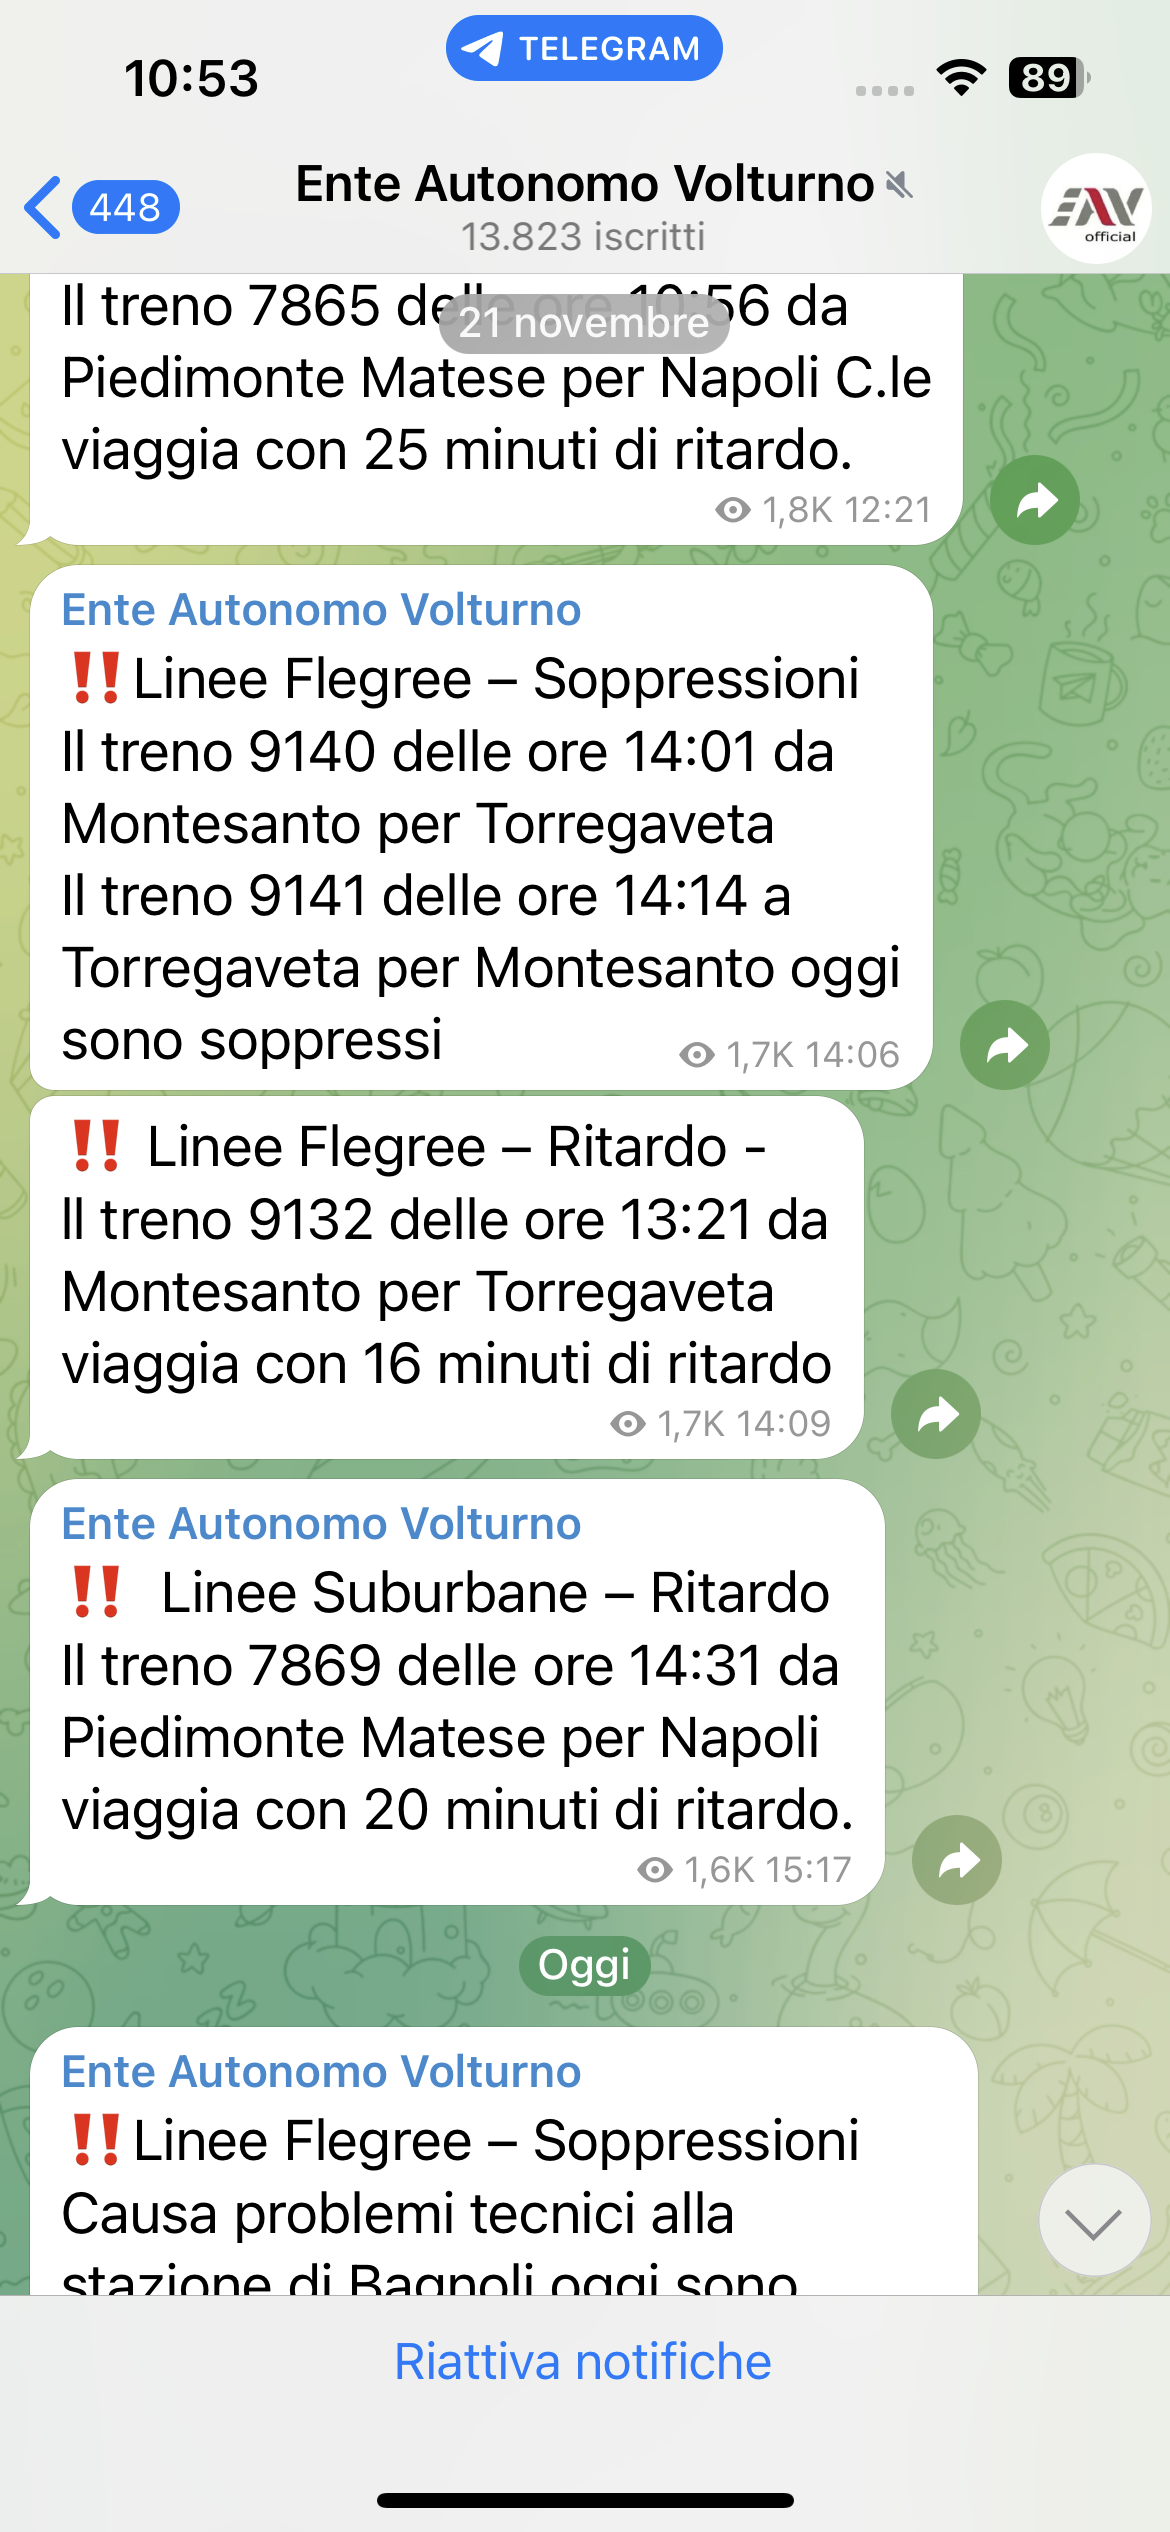 TELEGRAM
10:53
89
448
Ente Autonomo Volturno
13.823 iscritti
EAV
official
21 novembre
Il treno 7865 delle ore 10:56 da
Piedimonte Matese per Napoli C.le
viaggia con 25 minuti di ritardo.
1,8K 12:21
Ente Autonomo Volturno
‼️Linee Flegree – Soppressioni
Il treno 9140 delle ore 14:01 da
Montesanto per Torregaveta
Il treno 9141 delle ore 14:14 a
Torregaveta per Montesanto oggi
sono soppressi
1,7K 14:06
‼️ Linee Flegree – Ritardo -
Il treno 9132 delle ore 13:21 da
Montesanto per Torregaveta
viaggia con 16 minuti di ritardo
1,7K 14:09
Ente Autonomo Volturno
‼️ Linee Suburbane – Ritardo
Il treno 7869 delle ore 14:31 da
Piedimonte Matese per Napoli
viaggia con 20 minuti di ritardo.
1,6K 15:17
Oggi
Ente Autonomo Volturno
‼️Linee Flegree – Soppressioni
Causa problemi tecnici alla
stazione di Bagnoli oggi sono
Riattiva notifiche